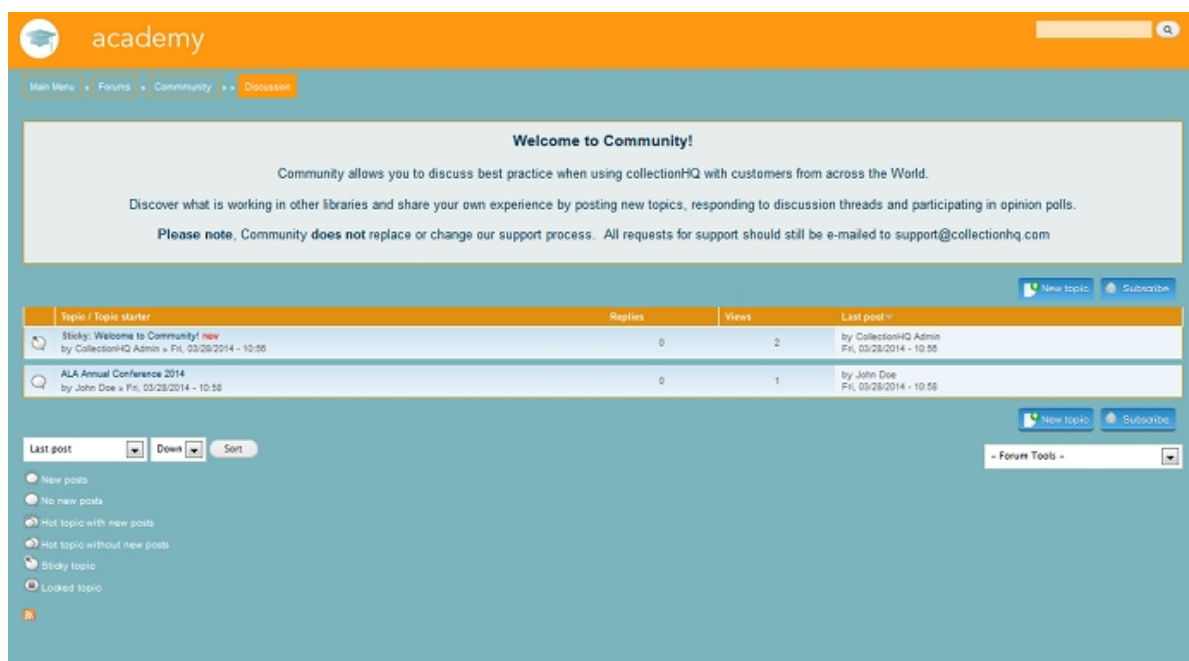 academy
Main Menu » Forums » Commmunity » » Discussion
Welcome to Community!
Community allows you to discuss best practice when using collectionHQ with customers from across the World.
Discover what is working in other libraries and share your own experience by posting new topics, responding to discussion threads and participating in opinion polls.
Please note, Community does not replace or change our support process. All requests for support should still be e-mailed to support@collectionhq.com
New topic Subscribe
Topic / Topic starter Replies Views Last post
Sticky: Welcome to Community! new 0 2 by CollectionHQ Admin
by CollectionHQ Admin » Fri, 03/28/2014 - 10:56 Fri, 03/28/2014 - 10:56
ALA Annual Conference 2014 0 1 by John Doe
by John Doe » Fri, 03/28/2014 - 10:58 Fri, 03/28/2014 - 10:58
New topic Subscribe
Last post Down Sort - Forum Tools -
New posts
No new posts
Hot topic with new posts
Hot topic without new posts
Sticky topic
Locked topic